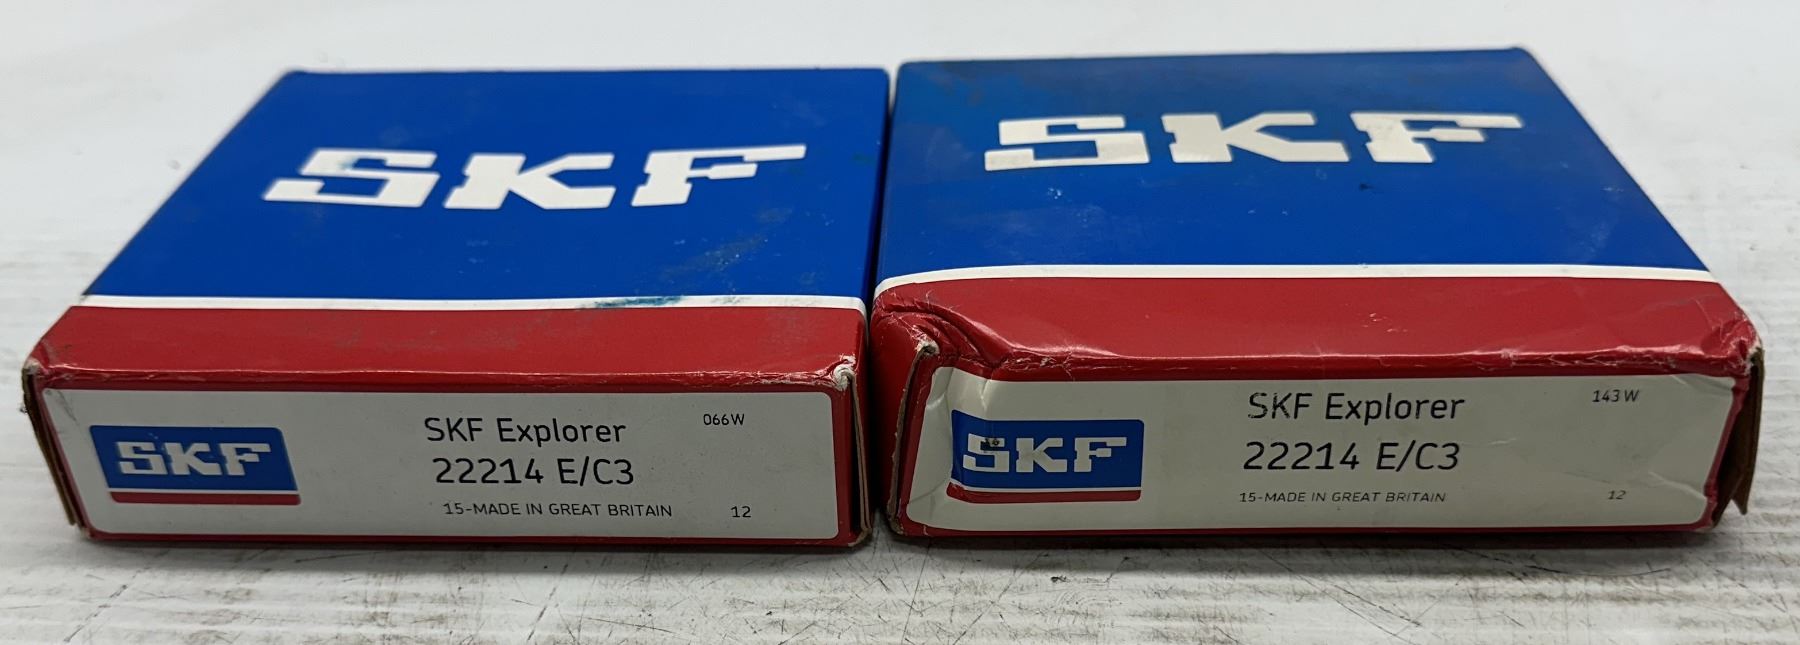 SKF
SKF
SKF
SKF Explorer
066W
22214 E/C3
15-MADE IN GREAT BRITAIN
12
SKF
SKF Explorer
143W
22214 E/C3
15-MADE IN GREAT BRITAIN
12